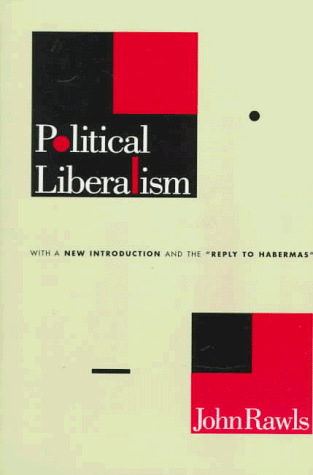 Political
Liberalism
WITH A NEW INTRODUCTION AND THE "REPLY TO HABERMAS"
John Rawls